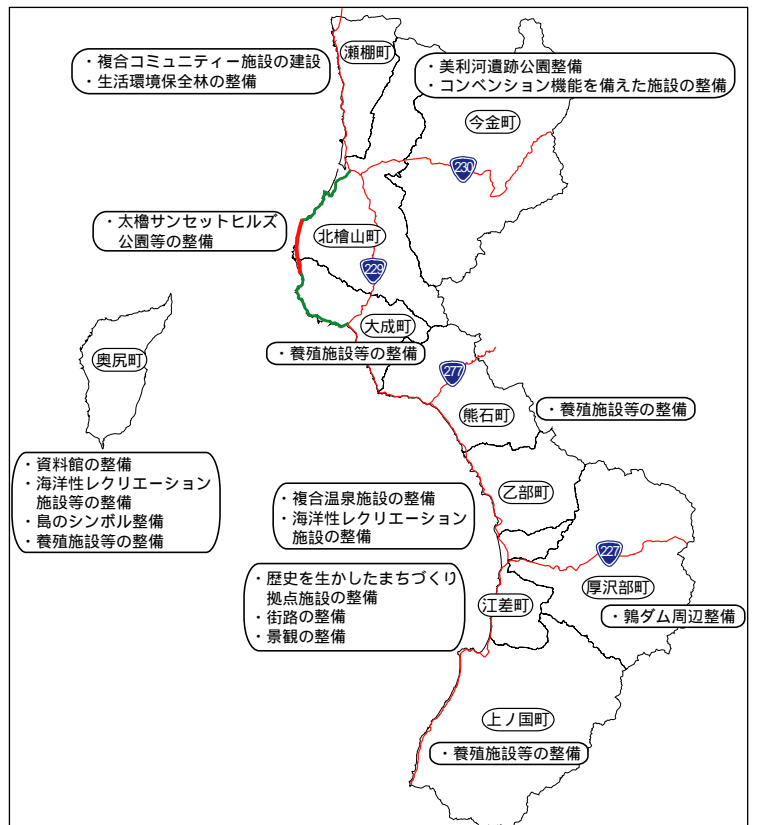 瀬棚町
・複合コミュニティー施設の建設
・生活環境保全林の整備
・美利河遺跡公園整備
・コンベンション機能を備えた施設の整備
今金町
230
・太櫓サンセットヒルズ
公園等の整備
北檜山町
229
大成町
・養殖施設等の整備
奥尻町
277
熊石町
・養殖施設等の整備
・資料館の整備
・海洋性レクリエーション
施設等の整備
・島のシンボル整備
・養殖施設等の整備
乙部町
・複合温泉施設の整備
・海洋性レクリエーション
施設の整備
227
厚沢部町
・鶉ダム周辺整備
・歴史を生かしたまちづくり
拠点施設の整備
・街路の整備
・景観の整備
江差町
上ノ国町
・養殖施設等の整備